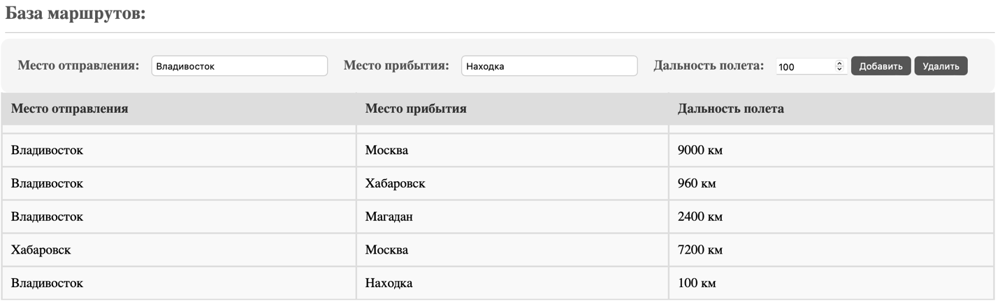 База маршрутов:
Место отправления: Владивосток Место прибытия: Находка Дальность полета: 100 Добавить Удалить
Место отправления Место прибытия Дальность полета
Владивосток Москва 9000 км
Владивосток Хабаровск 960 км
Владивосток Магадан 2400 км
Хабаровск Москва 7200 км
Владивосток Находка 100 км